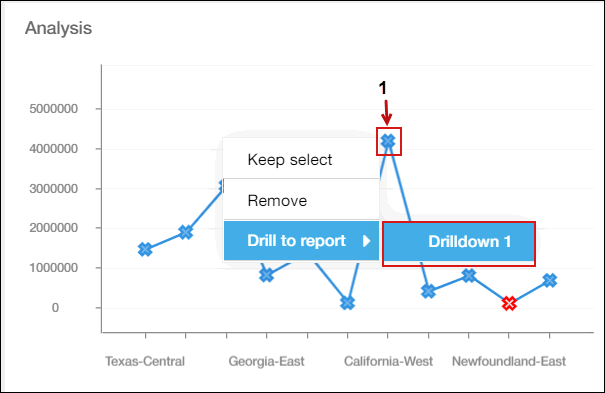 Analysis
1
5000000
4000000
3000000
2000000
1000000
0
Keep select
Remove
Drill to report
Drilldown 1
Texas-Central
Georgia-East
California-West
Newfoundland-East